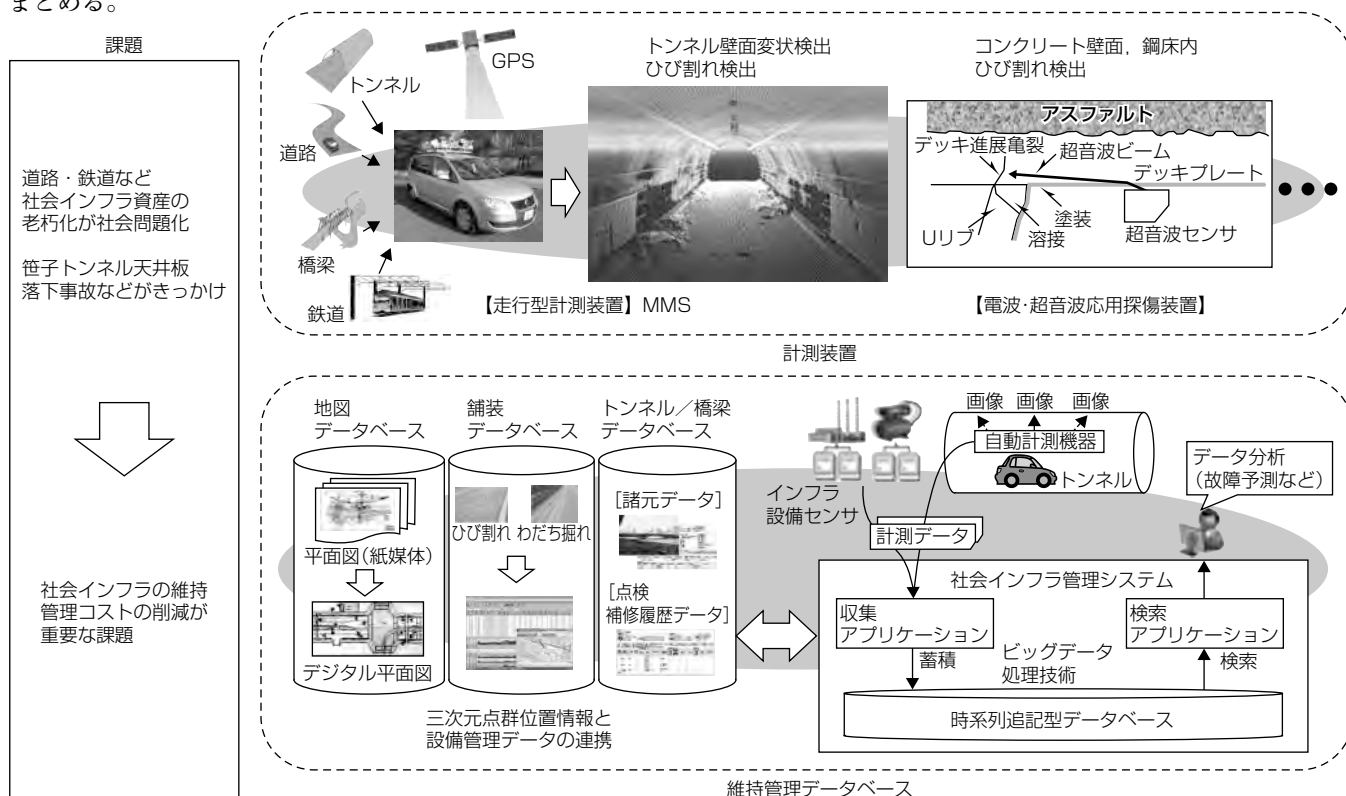 まとめる。
課題
道路・鉄道など
社会インフラ資産の
老朽化が社会問題化
笹子トンネル天井板
落下事故などがきっかけ
社会インフラの維持
管理コストの削減が
重要な課題
トンネル
GPS
道路
橋梁
鉄道
【走行型計測装置】MMS
トンネル壁面変状検出
ひび割れ検出
コンクリート壁面,鋼床内
ひび割れ検出
アスファルト
デッキ進展亀裂
超音波ビーム
デッキプレート
Uリブ
溶接
塗装
超音波センサ
【電波・超音波応用探傷装置】
計測装置
地図
データベース
平面図(紙媒体)
デジタル平面図
舗装
データベース
ひび割れ わだち掘れ
トンネル/橋梁
データベース
[諸元データ]
[点検
補修履歴データ]
三次元点群位置情報と
設備管理データの連携
インフラ
設備センサ
画像 画像 画像
自動計測機器
トンネル
計測データ
データ分析
(故障予測など)
社会インフラ管理システム
収集
アプリケーション
検索
アプリケーション
蓄積
ビッグデータ
処理技術
検索
時系列追記型データベース
維持管理データベース